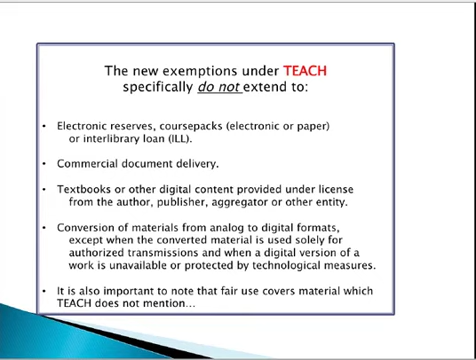 The new exemptions under TEACH
specifically do not extend to:
• Electronic reserves, coursepacks (electronic or paper)
or interlibrary loan (ILL).
• Commercial document delivery.
• Textbooks or other digital content provided under license
from the author, publisher, aggregator or other entity.
• Conversion of materials from analog to digital formats,
except when the converted material is used solely for
authorized transmissions and when a digital version of a
work is unavailable or protected by technological measures.
• It is also important to note that fair use covers material which
TEACH does not mention...